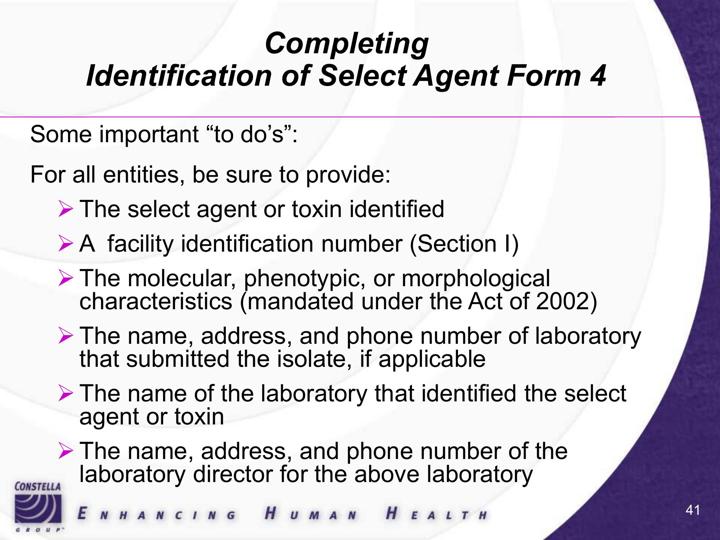 Completing
Identification of Select Agent Form 4
Some important “to do’s”:
For all entities, be sure to provide:
The select agent or toxin identified
A  facility identification number (Section I)
The molecular, phenotypic, or morphological
characteristics (mandated under the Act of 2002)
The name, address, and phone number of laboratory
that submitted the isolate, if applicable
The name of the laboratory that identified the select
agent or toxin
The name, address, and phone number of the
laboratory director for the above laboratory
CONSTELLA
GROUP
ENHANCING HUMAN HEALTH
41